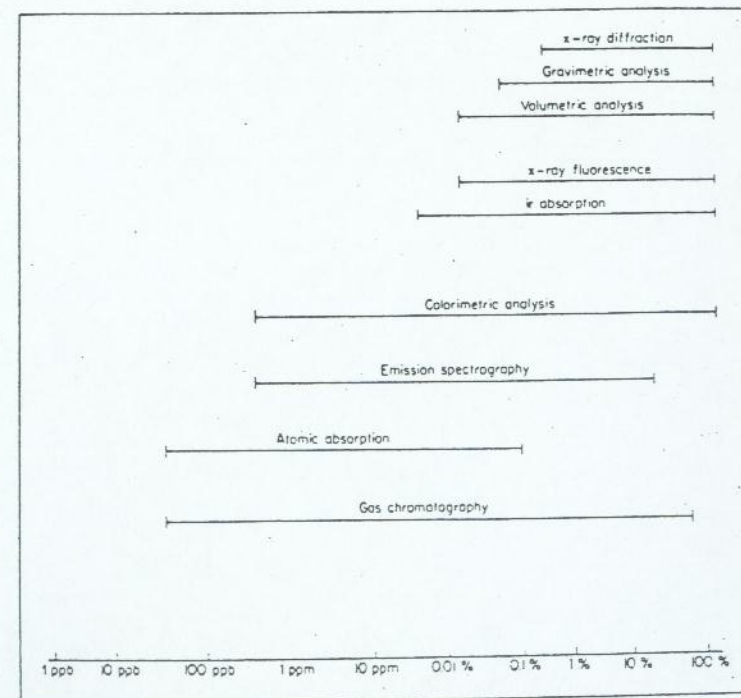 x-ray diffraction
Gravimetric analysis
Volumetric analysis
x-ray fluorescence
ir absorption
Colorimetric analysis
Emission spectrography
Atomic absorption
Gas chromatography
1 ppb 10 ppb 100 ppb 1 ppm 10 ppm 0.01 % 0.1 % 1 % 10 % 100 %